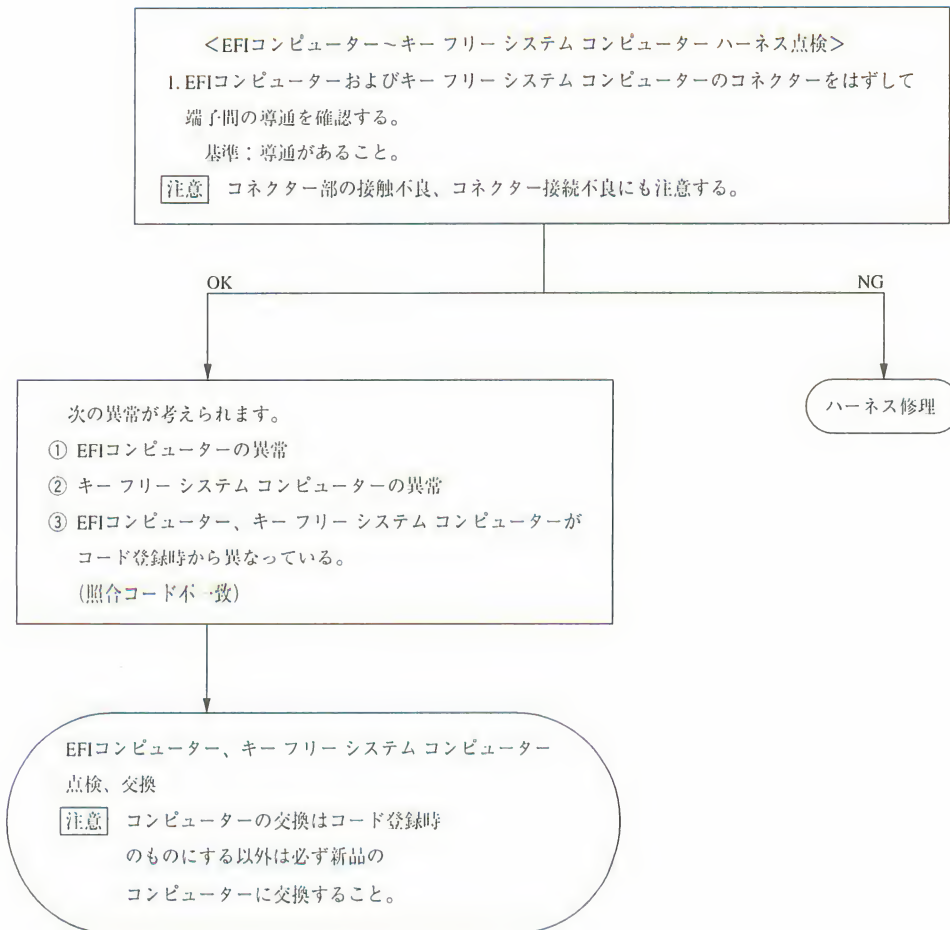 <EFIコンピューター～キー フリー システム コンピューター ハーネス点検>
1. EFIコンピューターおよびキー フリー システム コンピューターのコネクターをはずして
端子間の導通を確認する。
基準：導通があること。
注意 コネクター部の接触不良、コネクター接続不良にも注意する。
OK
NG
次の異常が考えられます。
① EFIコンピューターの異常
② キー フリー システム コンピューターの異常
③ EFIコンピューター、キー フリー システム コンピューターが
コード登録時から異なっている。
(照合コード不一致)
ハーネス修理
EFIコンピューター、キー フリー システム コンピューター
点検、交換
注意 コンピューターの交換はコード登録時
のものにする以外は必ず新品の
コンピューターに交換すること。